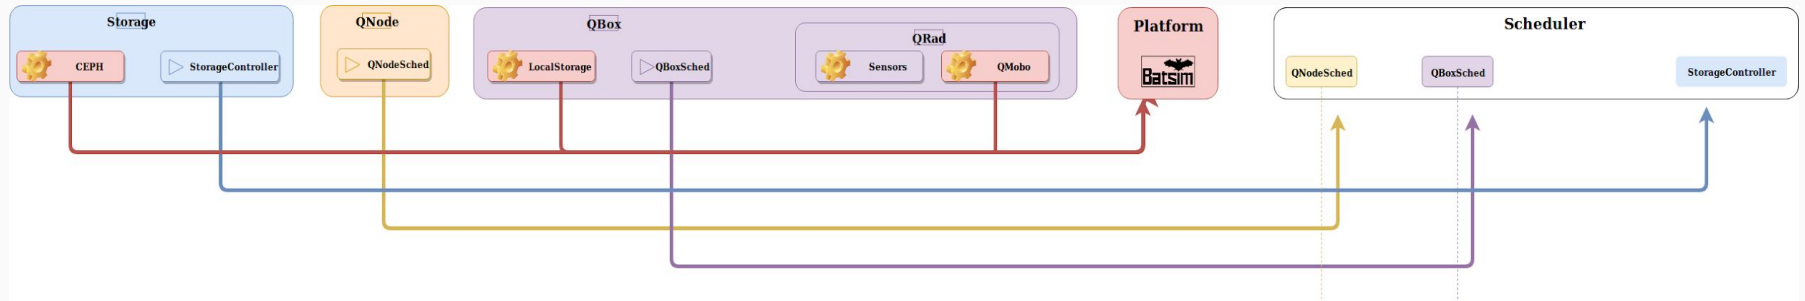 Storage
CEPH
StorageController
QNode
QNodeSched
QBox
LocalStorage
QBoxSched
QRad
Sensors
QMobo
Platform
Batsim
Scheduler
QNodeSched
QBoxSched
StorageController